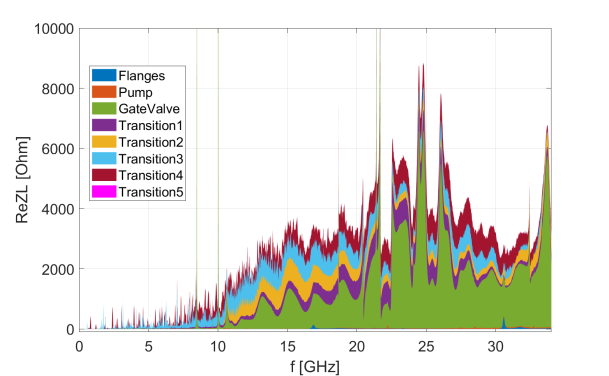 10000
8000
6000
4000
2000
0
ReZL [Ohm]
Flanges
Pump
GateValve
Transition1
Transition2
Transition3
Transition4
Transition5
0 5 10 15 20 25 30
f [GHz]